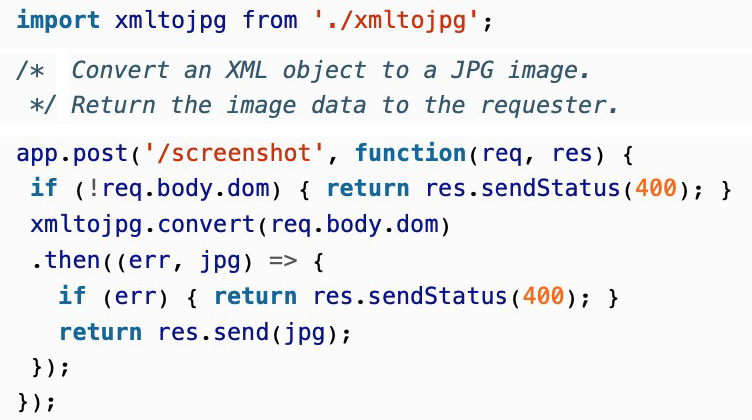 import xmltojpg from './xmltojpg';
/*  Convert an XML object to a JPG image.
 */ Return the image data to the requester.
app.post('/screenshot', function(req, res) {
 if (!req.body.dom) { return res.sendStatus(400); }
 xmltojpg.convert(req.body.dom)
 .then((err, jpg) => {
   if (err) { return res.sendStatus(400); }
   return res.send(jpg);
 });
});